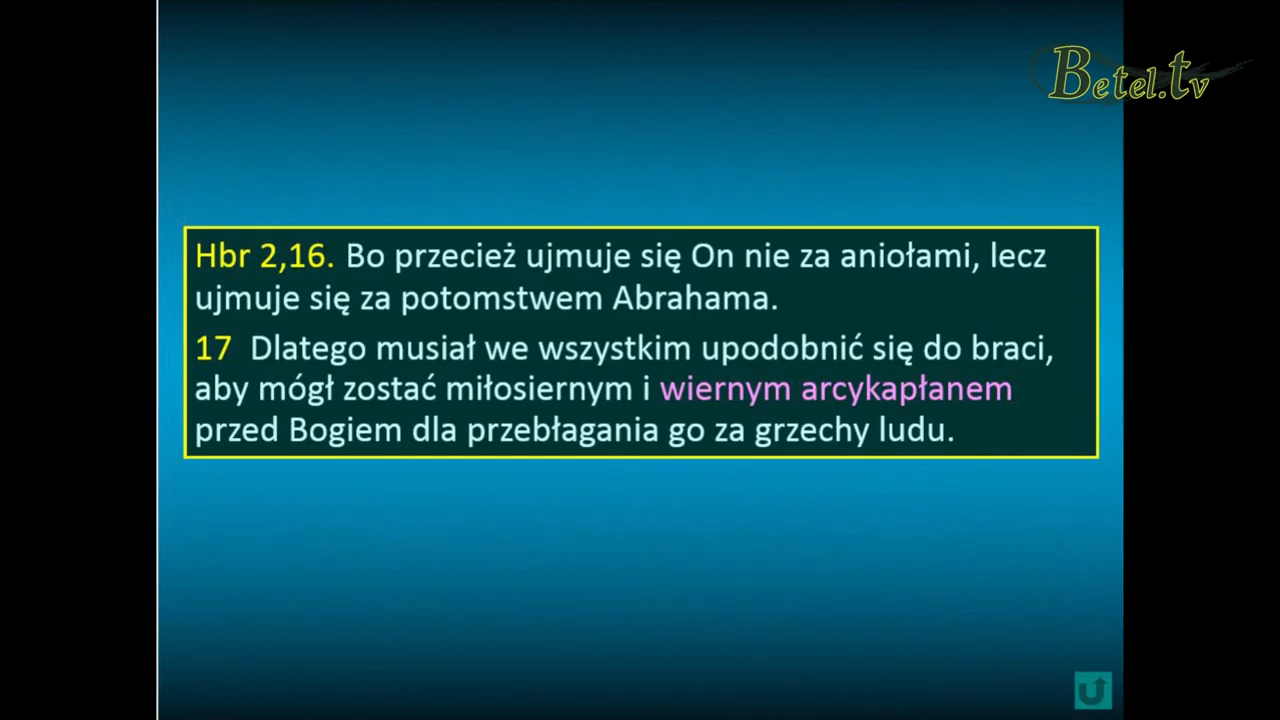 Betel.tv
Hbr 2,16. Bo przecież ujmuje się On nie za aniołami, lecz
ujmuje się za potomstwem Abrahama.
17 Dlatego musiał we wszystkim upodobnić się do braci,
aby mógł zostać miłosiernym i wiernym arcykapłanem
przed Bogiem dla przebłagania go za grzechy ludu.